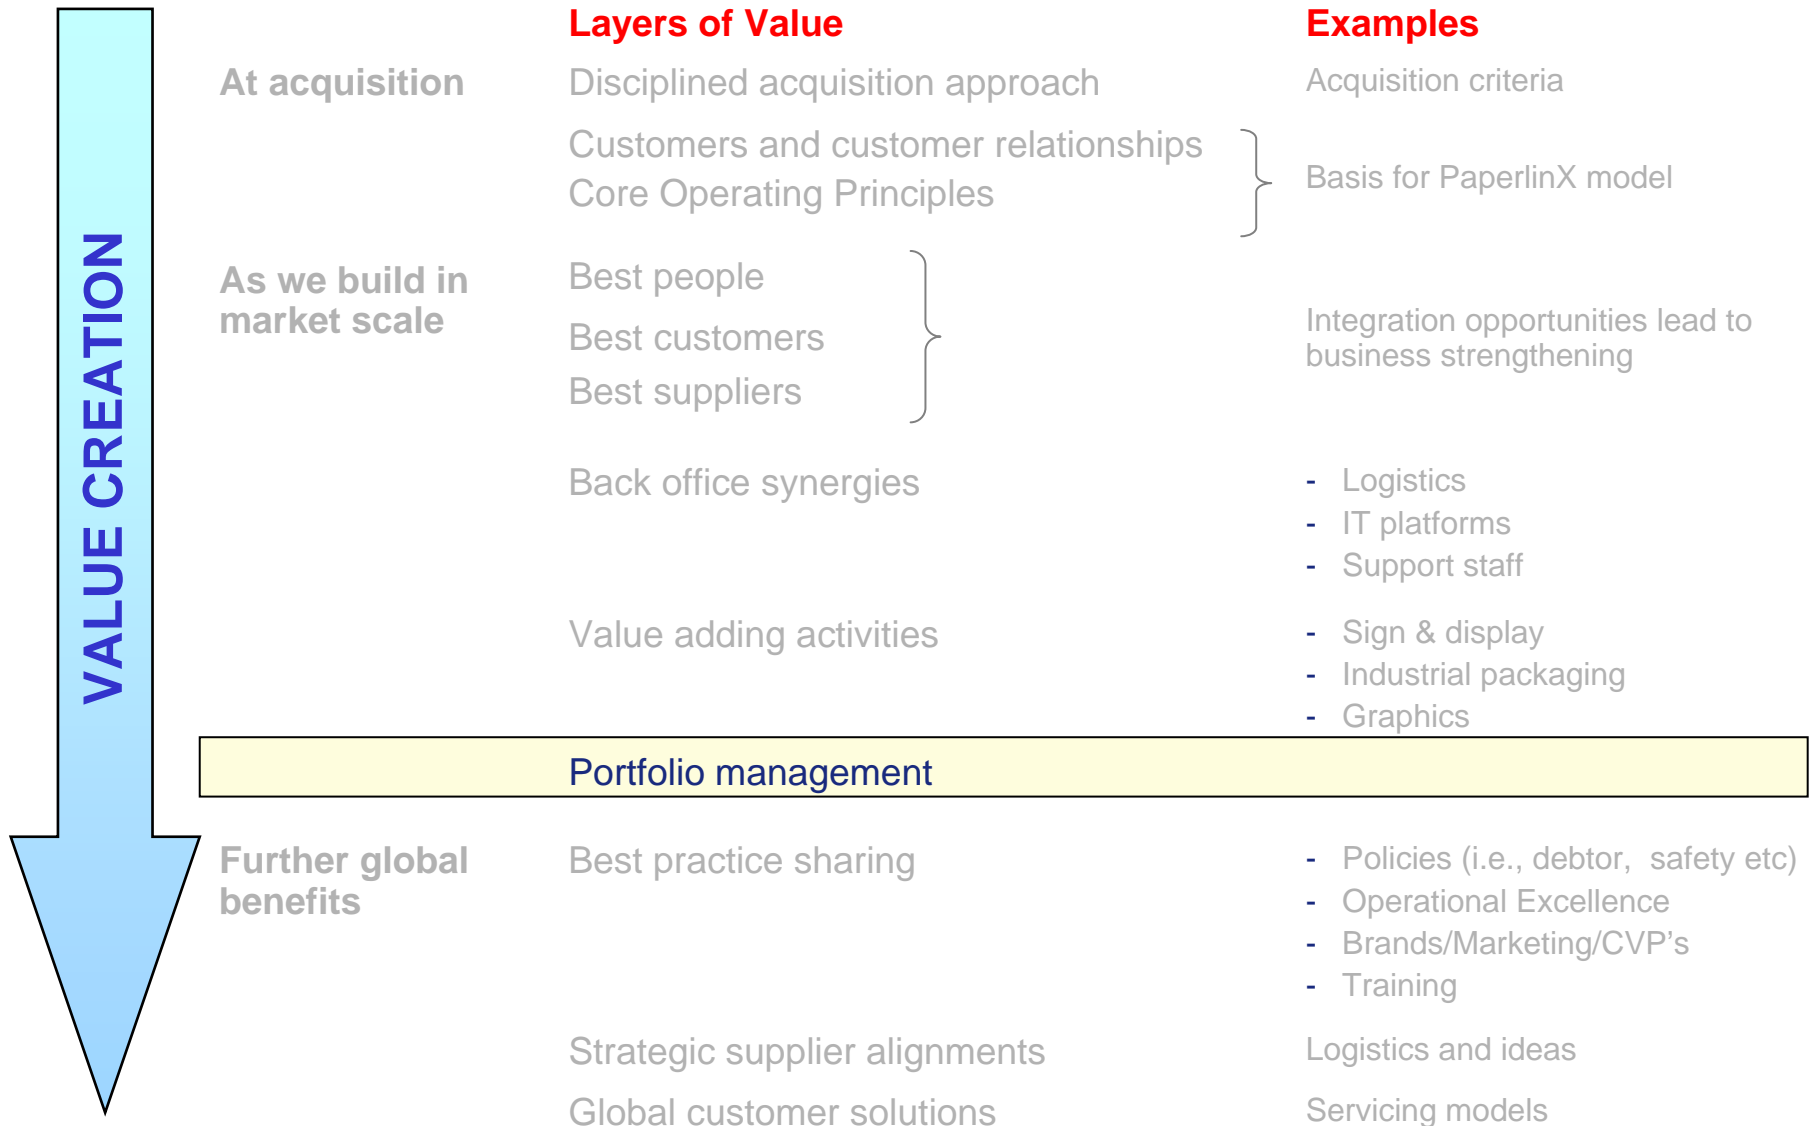 Layers of Value
Examples
At acquisition
Disciplined acquisition approach
Acquisition criteria
Customers and customer relationships
Core Operating Principles
Basis for PaperlinX model
VALUE CREATION
As we build in
market scale
Best people
Best customers
Best suppliers
Integration opportunities lead to
business strengthening
Back office synergies
- Logistics
- IT platforms
- Support staff
Value adding activities
- Sign & display
- Industrial packaging
- Graphics
Portfolio management
Further global
benefits
Best practice sharing
- Policies (i.e., debtor,  safety etc)
- Operational Excellence
- Brands/Marketing/CVP’s
- Training
Strategic supplier alignments
Logistics and ideas
Global customer solutions
Servicing models